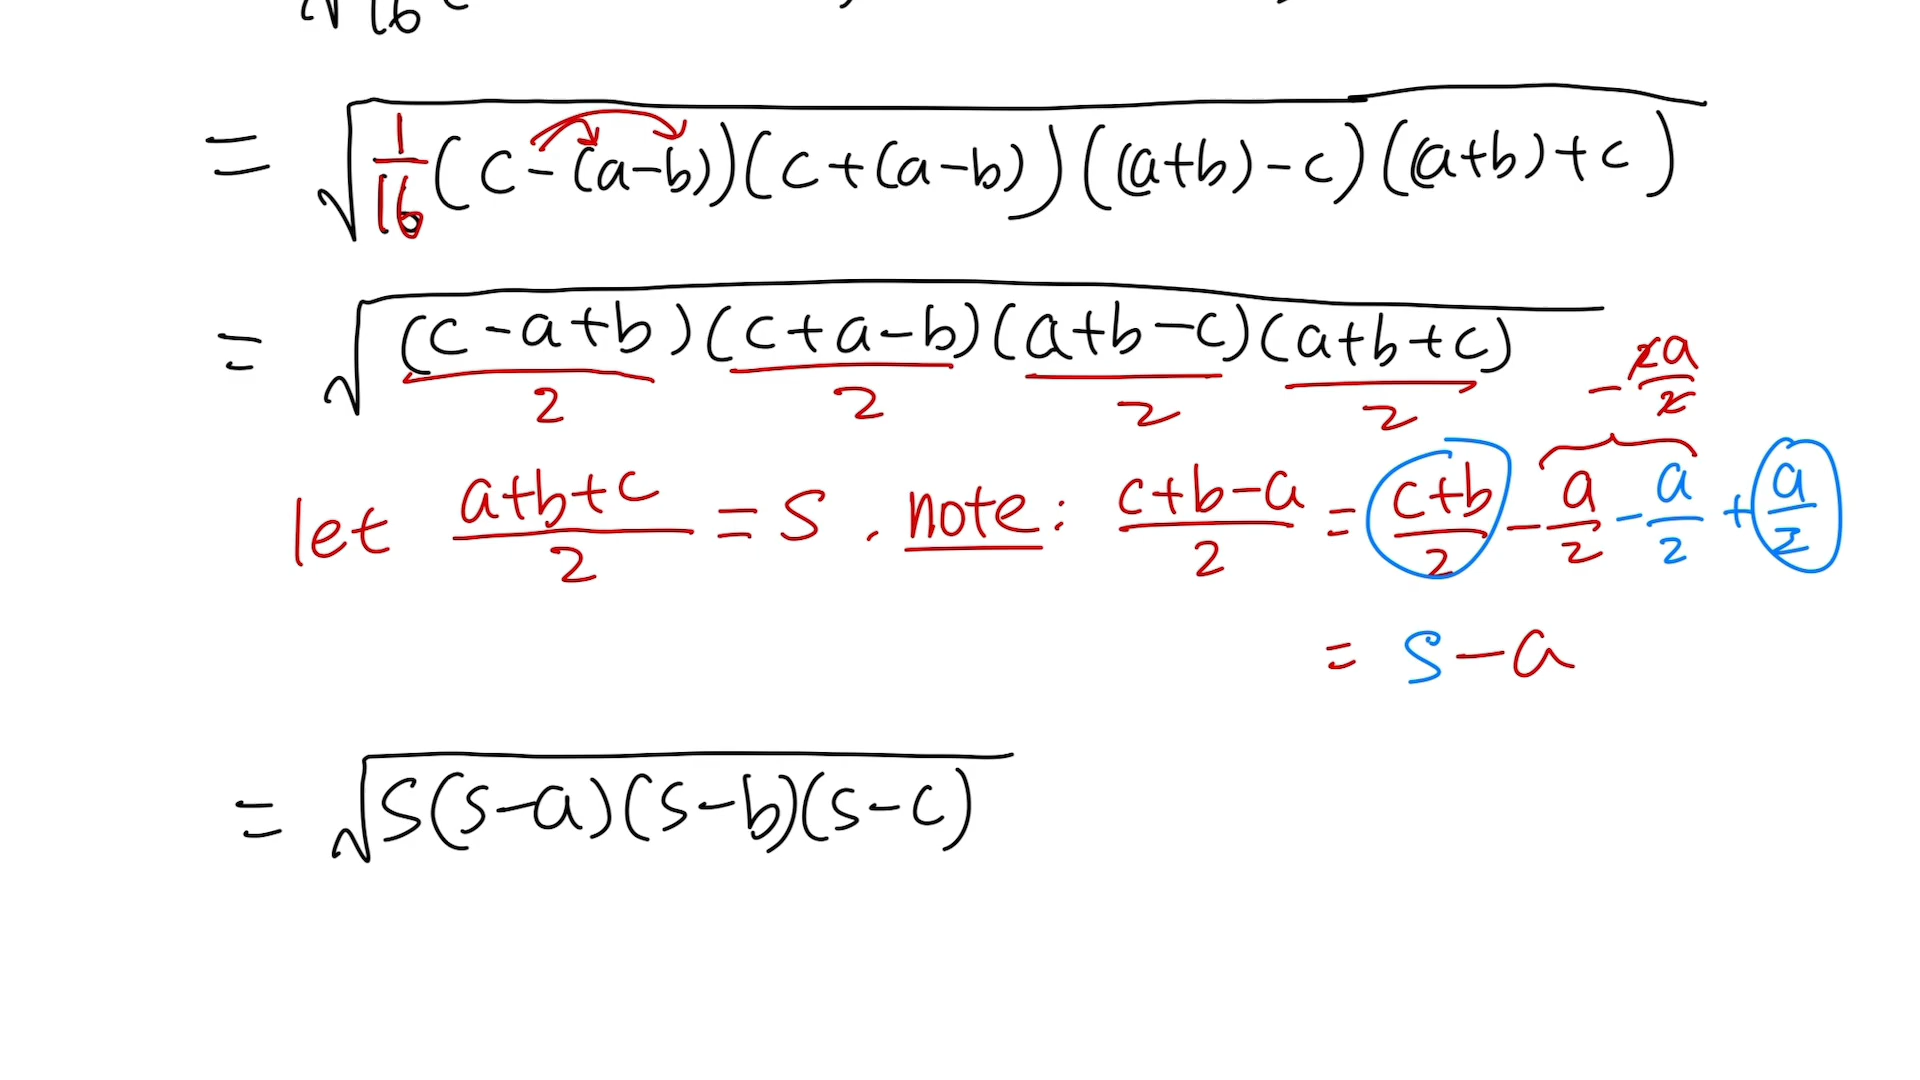 √ 1/16 (c - (a-b))(c+(a-b))((a+b)-c)((a+b)+c)
= √ (c-a+b)/2 (c+a-b)/2 (a+b-c)/2 (a+b+c)/2
- 2a/2
let (a+b+c)/2 = S . note: (c+b-a)/2 = (c+b)/2 - a/2 - a/2 + a/2
= S-a
= √ S(S-a)(S-b)(S-c)